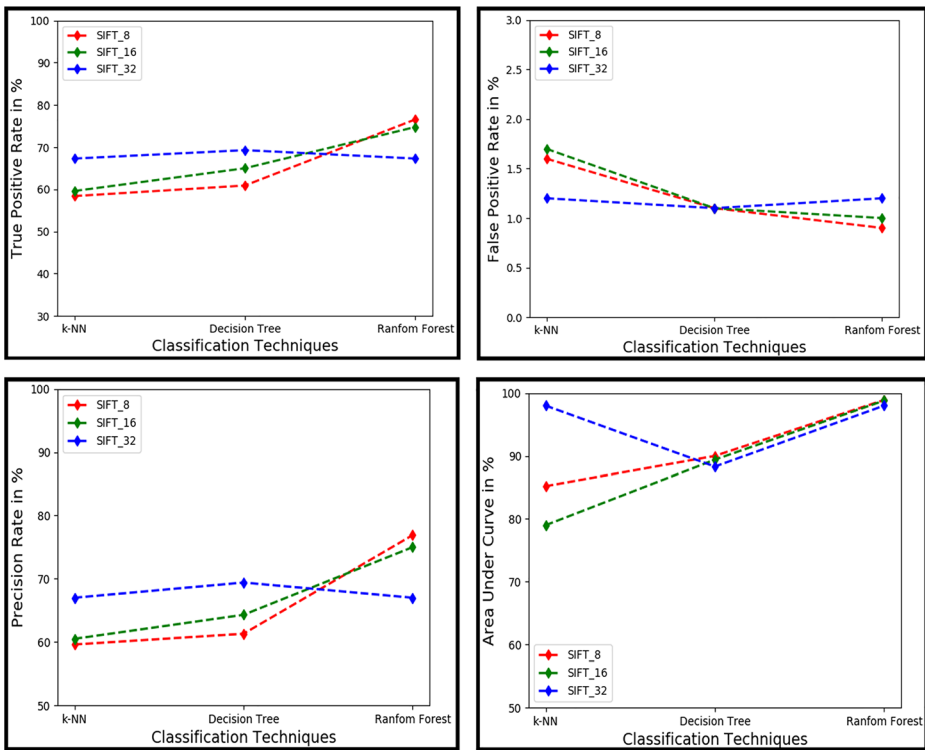 True Positive Rate in %
100
90
80
70
60
50
40
30
SIFT_8
SIFT_16
SIFT_32
k-NN Decision Tree Ranfom Forest
Classification Techniques
False Positive Rate in %
3.0
2.5
2.0
1.5
1.0
0.5
0.0
SIFT_8
SIFT_16
SIFT_32
k-NN Decision Tree Ranfom Forest
Classification Techniques
Precision Rate in %
100
90
80
70
60
50
SIFT_8
SIFT_16
SIFT_32
k-NN Decision Tree Ranfom Forest
Classification Techniques
Area Under Curve in %
100
90
80
70
60
50
SIFT_8
SIFT_16
SIFT_32
k-NN Decision Tree Ranfom Forest
Classification Techniques